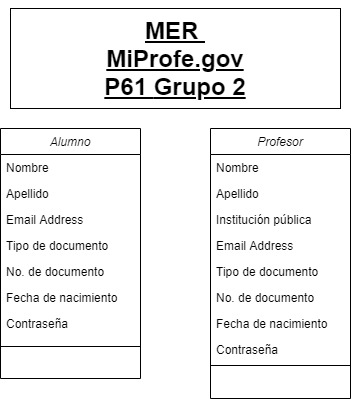 MER
MiProfe.gov
P61 Grupo 2
Alumno
Nombre
Apellido
Email Address
Tipo de documento
No. de documento
Fecha de nacimiento
Contraseña
Profesor
Nombre
Apellido
Institución pública
Email Address
Tipo de documento
No. de documento
Fecha de nacimiento
Contraseña